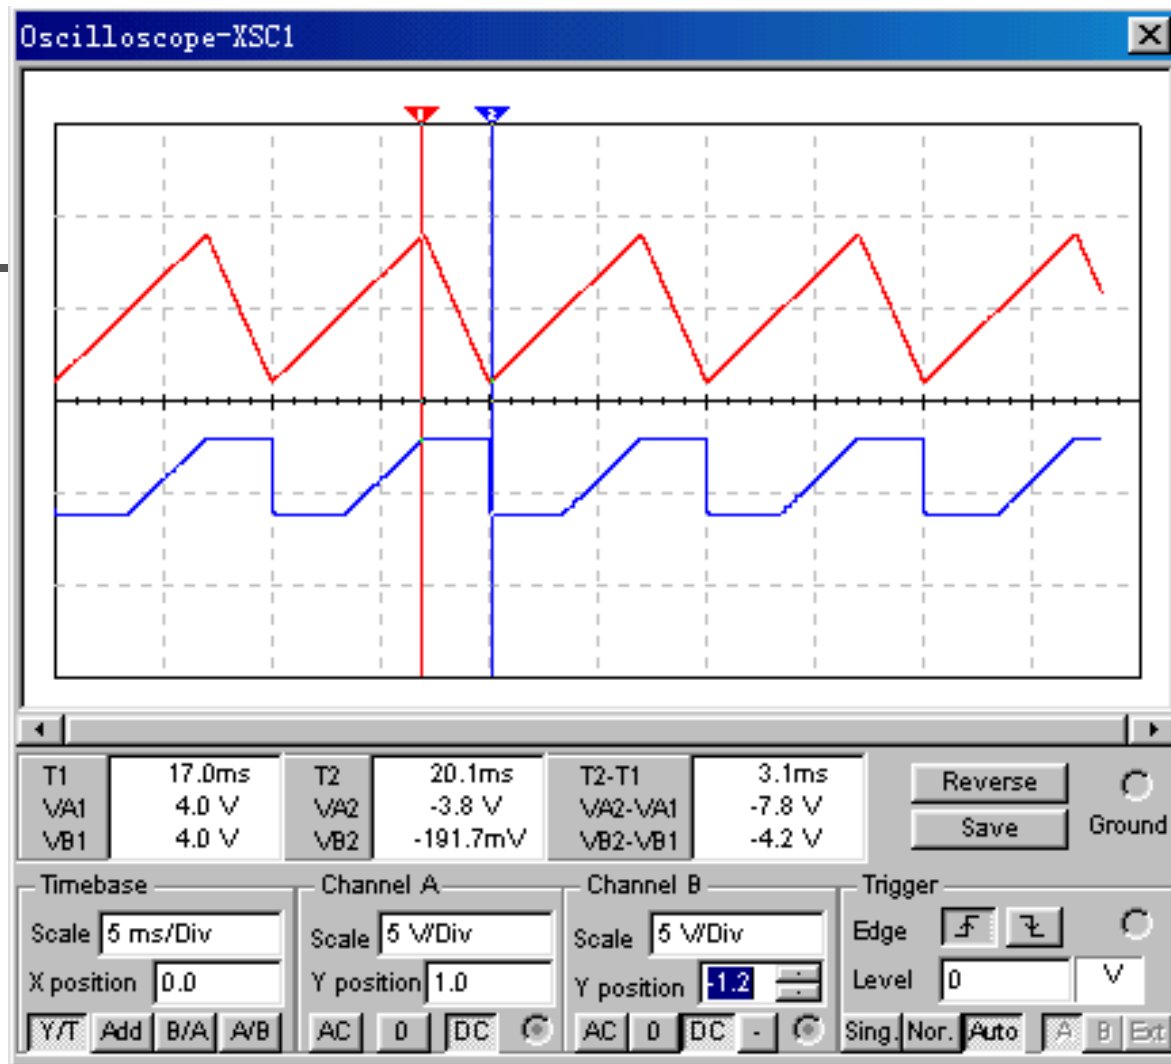 Oscilloscope-XSC1
1 2
T1 17.0ms T2 20.1ms T2-T1 3.1ms
VA1 4.0 V VA2 -3.8 V VA2-VA1 -7.8 V
VB1 4.0 V VB2 -191.7mV VB2-VB1 -4.2 V
Reverse
Save
Ground
Timebase Channel A Channel B Trigger
Scale 5 ms/Div Scale 5 V/Div Scale 5 V/Div Edge
X position 0.0 Y position 1.0 Y position -1.2 Level 0 V
Y/T Add B/A A/B AC 0 DC AC 0 DC - Sing. Nor. Auto A B Ext